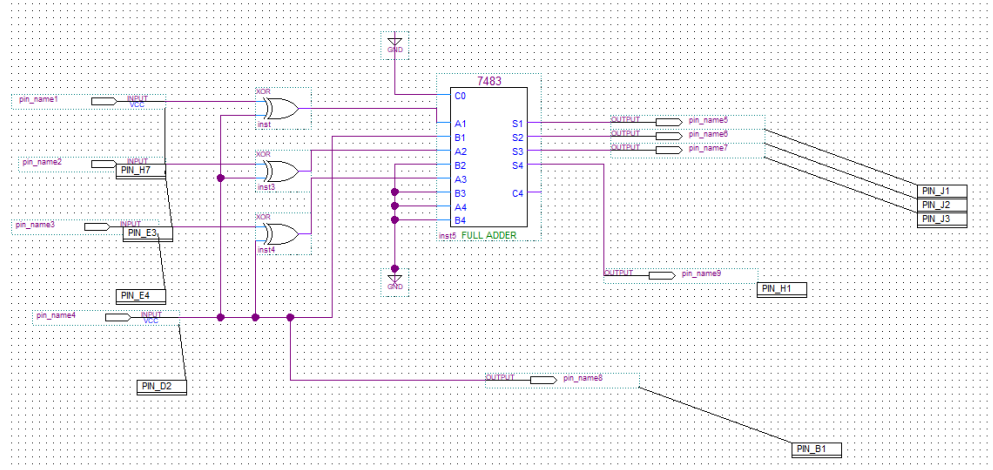 GND
7483
XOR
pin_name1
INPUT
VCC
C0
inst
A1
S1
OUTPUT
pin_name5
B1
S2
OUTPUT
pin_name6
XOR
A2
S3
OUTPUT
pin_name7
pin_name2
INPUT
PIN_H7
B2
S4
inst3
A3
B3
C4
PIN_J1
A4
PIN_J2
XOR
B4
PIN_J3
pin_name3
INPUT
PIN_E3
inst4
inst5
FULL ADDER
GND
OUTPUT
pin_name9
PIN_H1
PIN_E4
pin_name4
INPUT
VCC
OUTPUT
pin_name8
PIN_D2
PIN_B1